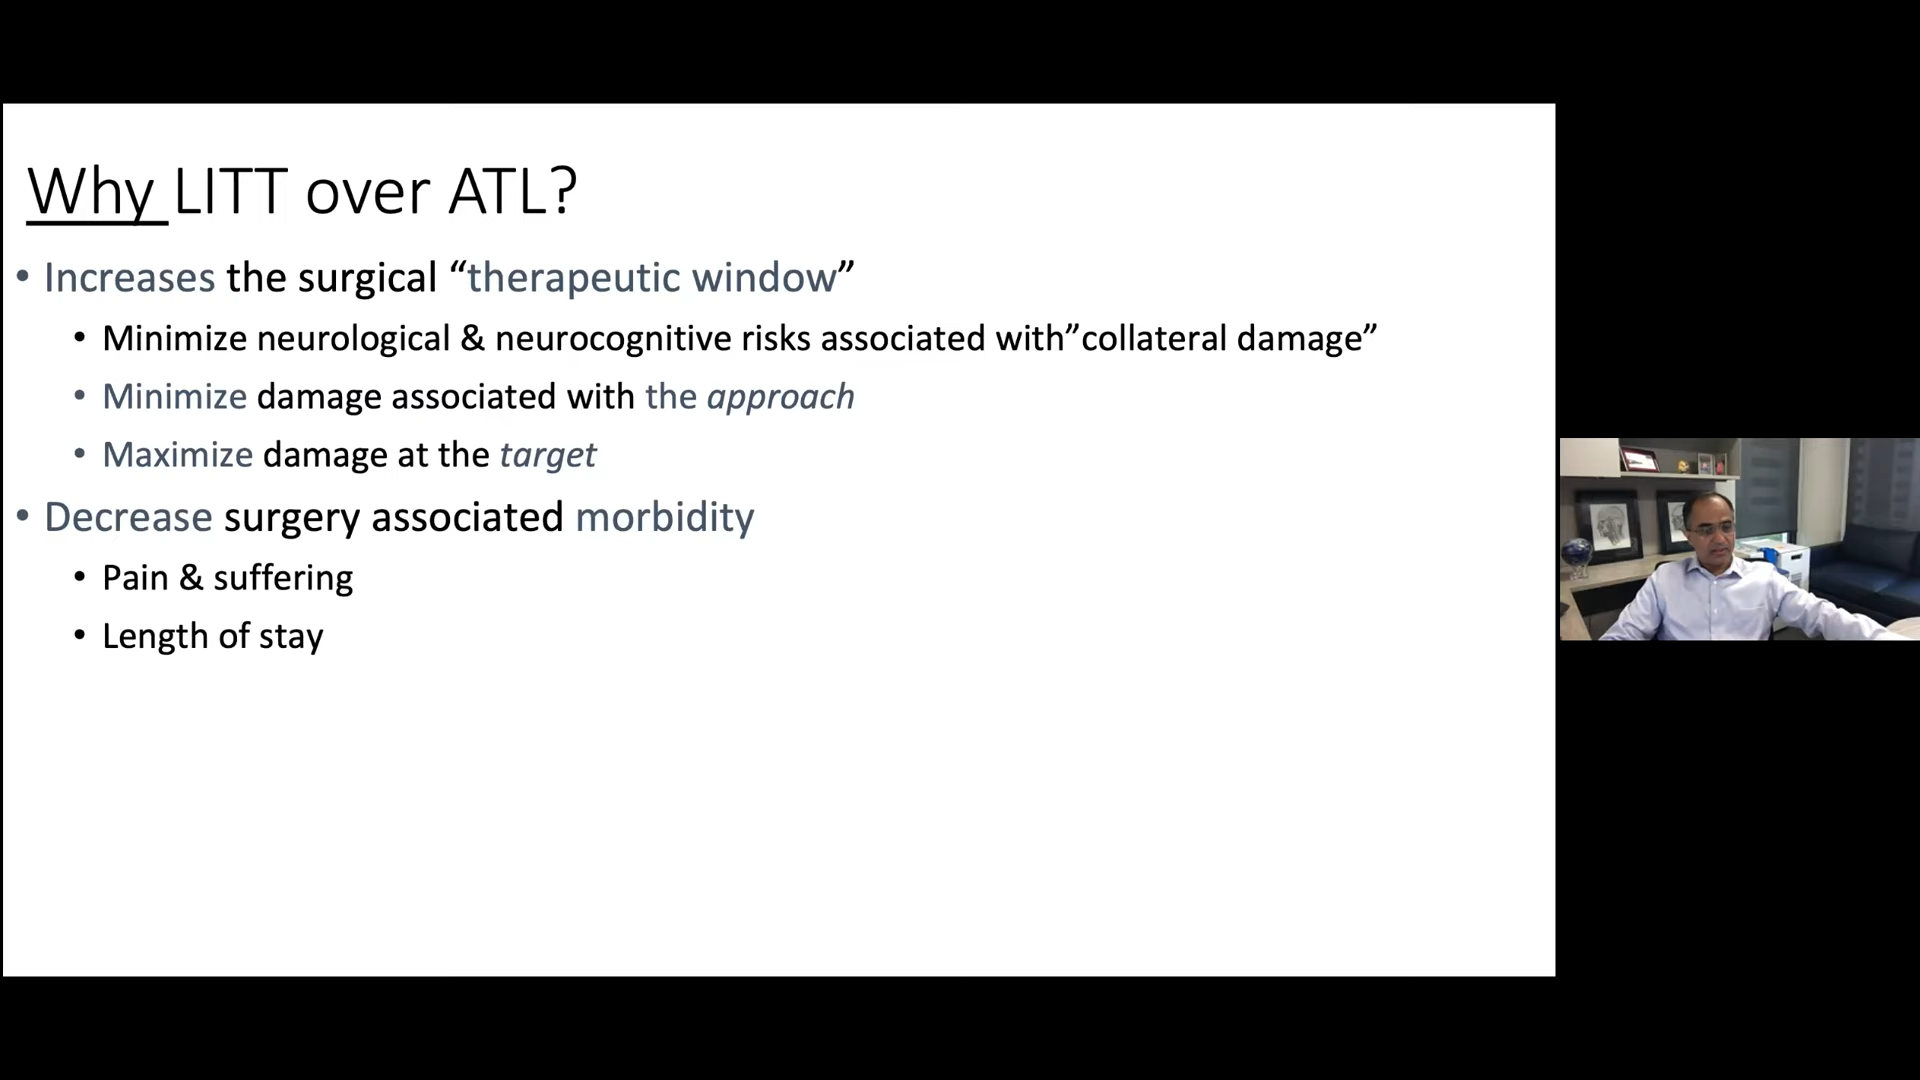 Why LITT over ATL?
• Increases the surgical “therapeutic window”
• Minimize neurological & neurocognitive risks associated with”collateral damage”
• Minimize damage associated with the approach
• Maximize damage at the target
• Decrease surgery associated morbidity
• Pain & suffering
• Length of stay